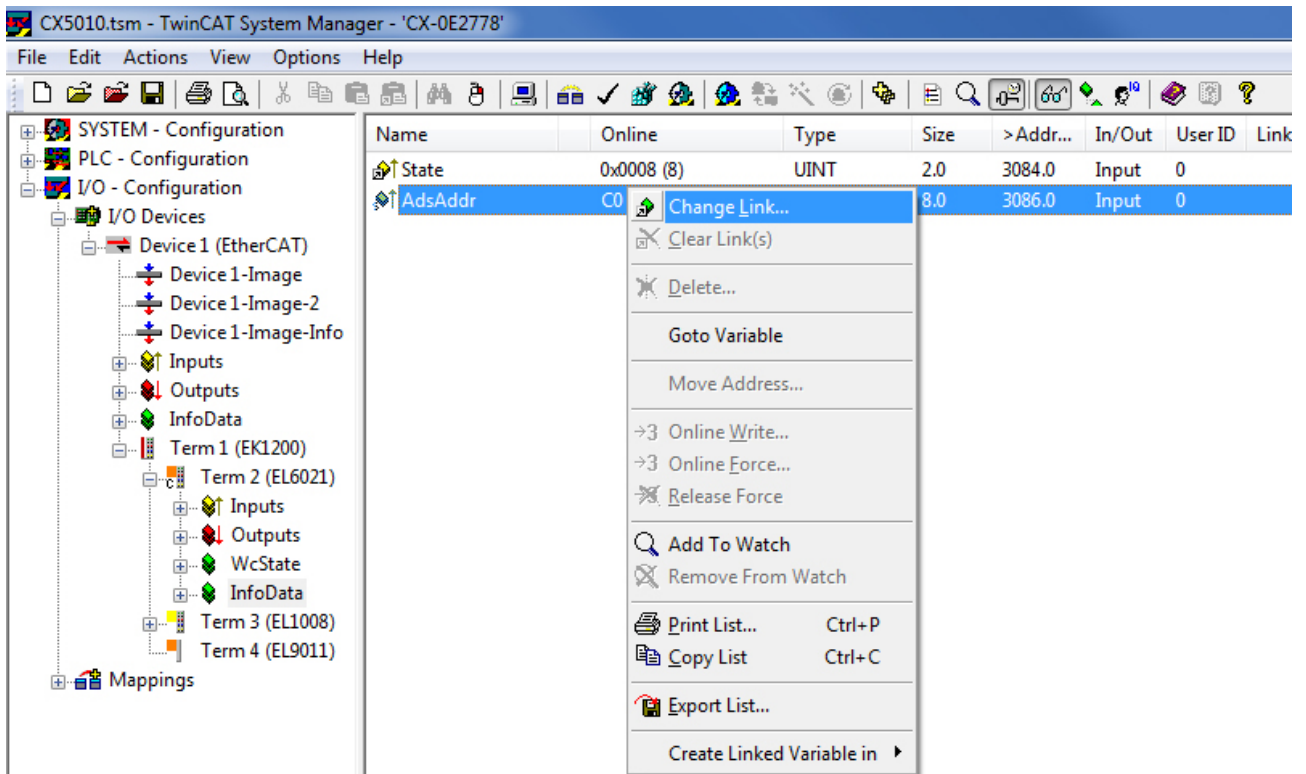 CX5010.tsm - TwinCAT System Manager - 'CX-0E2778'
File Edit Actions View Options Help
SYSTEM - Configuration
PLC - Configuration
I/O - Configuration
I/O Devices
Device 1 (EtherCAT)
Device 1-Image
Device 1-Image-2
Device 1-Image-Info
Inputs
Outputs
InfoData
Term 1 (EK1200)
Term 2 (EL6021)
Inputs
Outputs
WcState
InfoData
Term 3 (EL1008)
Term 4 (EL9011)
Mappings
Name Online Type Size >Addr... In/Out User ID Link
State 0x0008 (8) UINT 2.0 3084.0 Input 0
AdsAddr C0 8.0 3086.0 Input 0
Change Link...
Clear Link(s)
Delete...
Goto Variable
Move Address...
Online Write...
Online Force...
Release Force
Add To Watch
Remove From Watch
Print List... Ctrl+P
Copy List Ctrl+C
Export List...
Create Linked Variable in